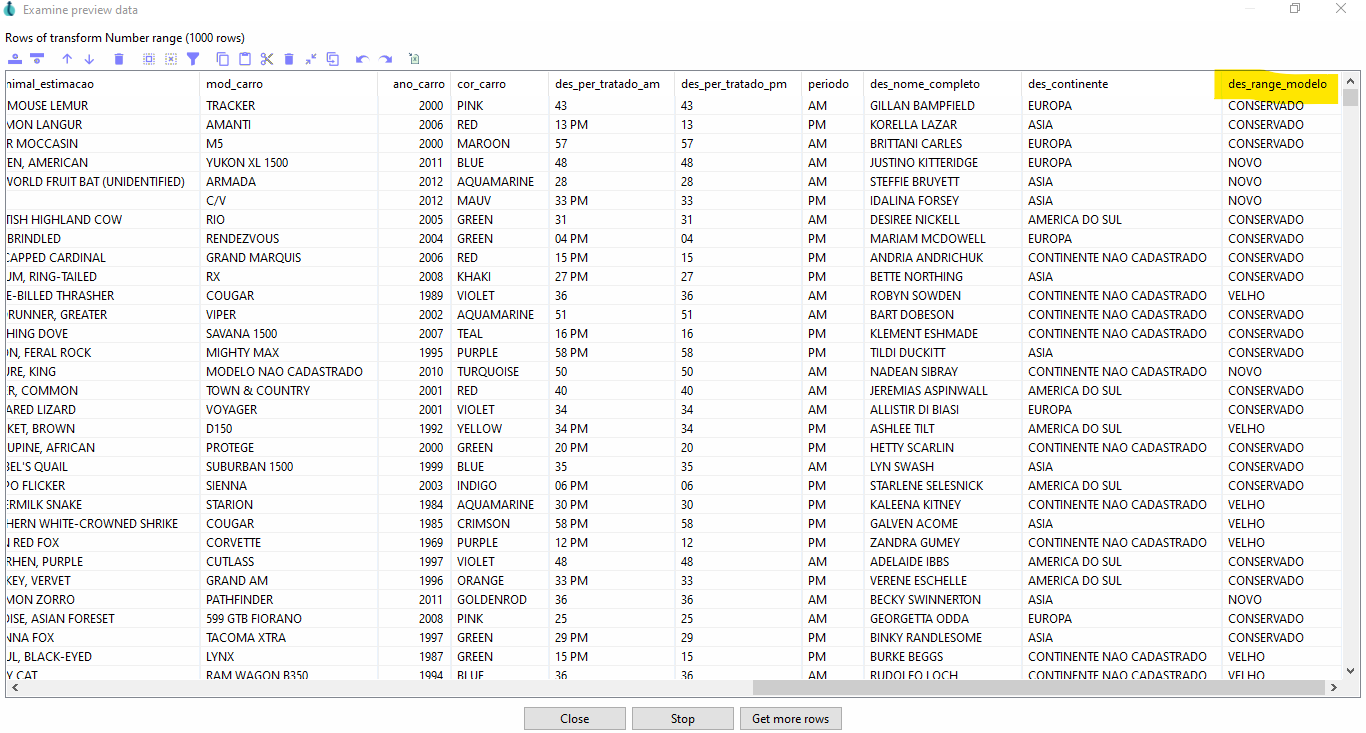 Examine preview data
Rows of transform Number range (1000 rows)
nimal_estimacao mod_carro ano_carro cor_carro des_per_tratado_am des_per_tratado_pm periodo des_nome_completo des_continente des_range_modelo
MOUSE LEMUR TRACKER 2000 PINK 43 43 AM GILLAN BAMPFIELD EUROPA CONSERVADO
MON LANGUR AMANTI 2006 RED 13 PM 13 PM KORELLA LAZAR ASIA CONSERVADO
R MOCCASIN M5 2000 MAROON 57 57 AM BRITTANI CARLES EUROPA CONSERVADO
EN, AMERICAN YUKON XL 1500 2011 BLUE 48 48 AM JUSTINO KITTERIDGE EUROPA NOVO
WORLD FRUIT BAT (UNIDENTIFIED) ARMADA 2012 AQUAMARINE 28 28 AM STEFFIE BRUYETT ASIA NOVO
C/V 2012 MAUV 33 PM 33 PM IDALINA FORSEY ASIA NOVO
TISH HIGHLAND COW RIO 2005 GREEN 31 31 AM DESIREE NICKELL AMERICA DO SUL CONSERVADO
BRINDLED RENDEZVOUS 2004 GREEN 04 PM 04 PM MARIAM MCDOWELL EUROPA CONSERVADO
CAPPED CARDINAL GRAND MARQUIS 2006 RED 15 PM 15 PM ANDRIA ANDRICHUK CONTINENTE NAO CADASTRADO CONSERVADO
UM, RING-TAILED RX 2008 KHAKI 27 PM 27 PM BETTE NORTHING ASIA CONSERVADO
E-BILLED THRASHER COUGAR 1989 VIOLET 36 36 AM ROBYN SOWDEN CONTINENTE NAO CADASTRADO VELHO
RUNNER, GREATER VIPER 2002 AQUAMARINE 51 51 AM BART DOBESON CONTINENTE NAO CADASTRADO CONSERVADO
HING DOVE SAVANA 1500 2007 TEAL 16 PM 16 PM KLEMENT ESHMADE CONTINENTE NAO CADASTRADO CONSERVADO
ON, FERAL ROCK MIGHTY MAX 1995 PURPLE 58 PM 58 PM TILDI DUCKITT ASIA CONSERVADO
URE, KING MODELO NAO CADASTRADO 2010 TURQUOISE 50 50 AM NADEAN SIBRAY CONTINENTE NAO CADASTRADO NOVO
R, COMMON TOWN & COUNTRY 2001 RED 40 40 AM JEREMIAS ASPINWALL AMERICA DO SUL CONSERVADO
ARED LIZARD VOYAGER 2001 VIOLET 34 34 AM ALLISTIR DI BIASI EUROPA CONSERVADO
KET, BROWN D150 1992 YELLOW 34 PM 34 PM ASHLEE TILT AMERICA DO SUL VELHO
UPINE, AFRICAN PROTEGE 2000 GREEN 20 PM 20 PM HETTY SCARLIN CONTINENTE NAO CADASTRADO CONSERVADO
BEL'S QUAIL SUBURBAN 1500 1999 BLUE 35 35 AM LYN SWASH ASIA CONSERVADO
PO FLICKER SIENNA 2003 INDIGO 06 PM 06 PM STARLENE SELESNICK AMERICA DO SUL CONSERVADO
ERMILK SNAKE STARION 1984 AQUAMARINE 30 PM 30 PM KALEENA KITNEY CONTINENTE NAO CADASTRADO VELHO
HERN WHITE-CROWNED SHRIKE COUGAR 1985 CRIMSON 58 PM 58 PM GALVEN ACOME ASIA VELHO
N RED FOX CORVETTE 1969 PURPLE 12 PM 12 PM ZANDRA GUMEY CONTINENTE NAO CADASTRADO VELHO
RHEN, PURPLE CUTLASS 1997 VIOLET 48 48 AM ADELAIDE IBBS AMERICA DO SUL CONSERVADO
KEY, VERVET GRAND AM 1996 ORANGE 33 PM 33 PM VERENE ESCHELLE AMERICA DO SUL CONSERVADO
MON ZORRO PATHFINDER 2011 GOLDENROD 36 36 AM BECKY SWINNERTON ASIA NOVO
OISE, ASIAN FORESET 599 GTB FIORANO 2008 PINK 25 25 AM GEORGETTA ODDA EUROPA CONSERVADO
NNA FOX TACOMA XTRA 1997 GREEN 29 PM 29 PM BINKY RANDLESOME ASIA CONSERVADO
UL, BLACK-EYED LYNX 1987 GREEN 15 PM 15 PM BURKE BEGGS CONTINENTE NAO CADASTRADO VELHO
Y CAT RAM WAGON B350 1994 BLUE 36 36 AM RUDOLFO LOCH CONTINENTE NAO CADASTRADO VELHO
Close Stop Get more rows